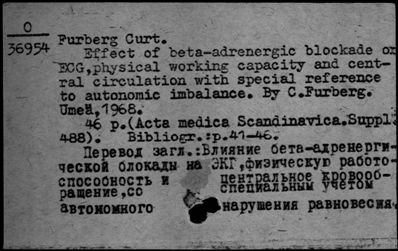 0
36954
Furberg Curt.
Effect of beta-adrenergic blockade on
ECG, physical working capacity and cent-
ral circulation with special reference
to autonomic imbalance. By C.Furberg.
Umeå,1968.
46 p.(Acta medica Scandinavica.Suppl.
488). Bibliogr.:p.41-46.
Перевод загл.:Влияние бета-адренерги-
ческой блокады на ЭКГ,физическую работо-
способность и центральное кровооб-
ращение,со специальным учетом
автономного нарушения равновесия.